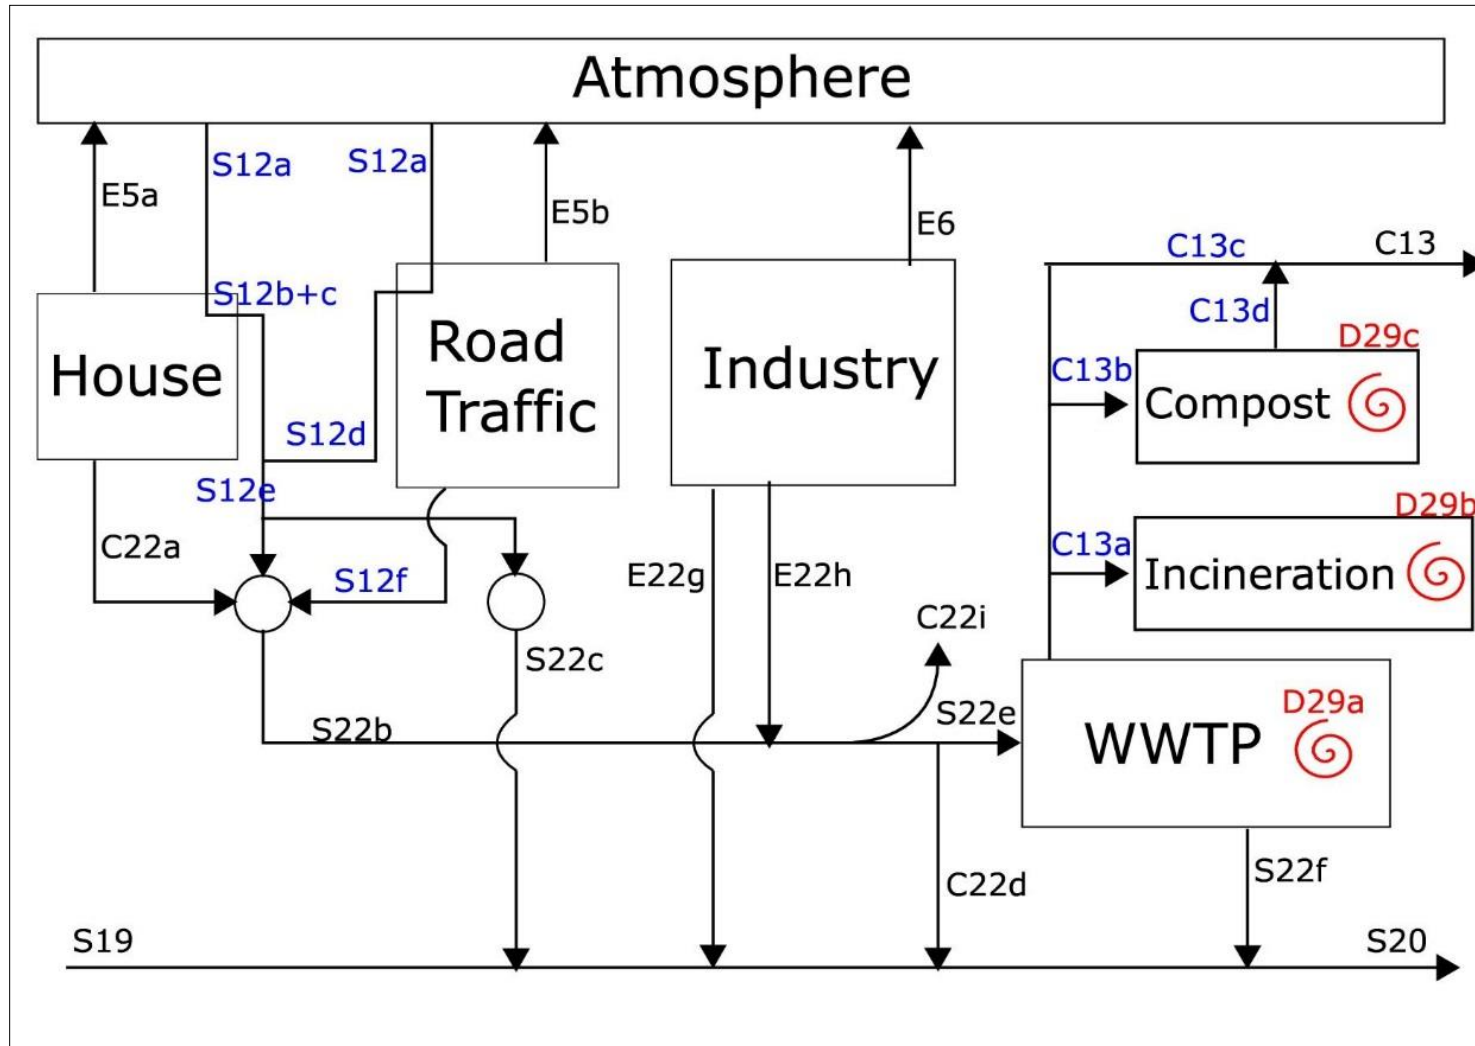 Atmosphere
S12a
S12a
E5a
E5b
E6
C13c
C13
S12b+c
C13d
D29c
House
Road
Traffic
Industry
C13b
Compost
S12d
S12e
D29b
C22a
S12f
E22g
E22h
C13a
Incineration
C22i
S22c
S22b
S22e
D29a
WWTP
C22d
S22f
S19
S20